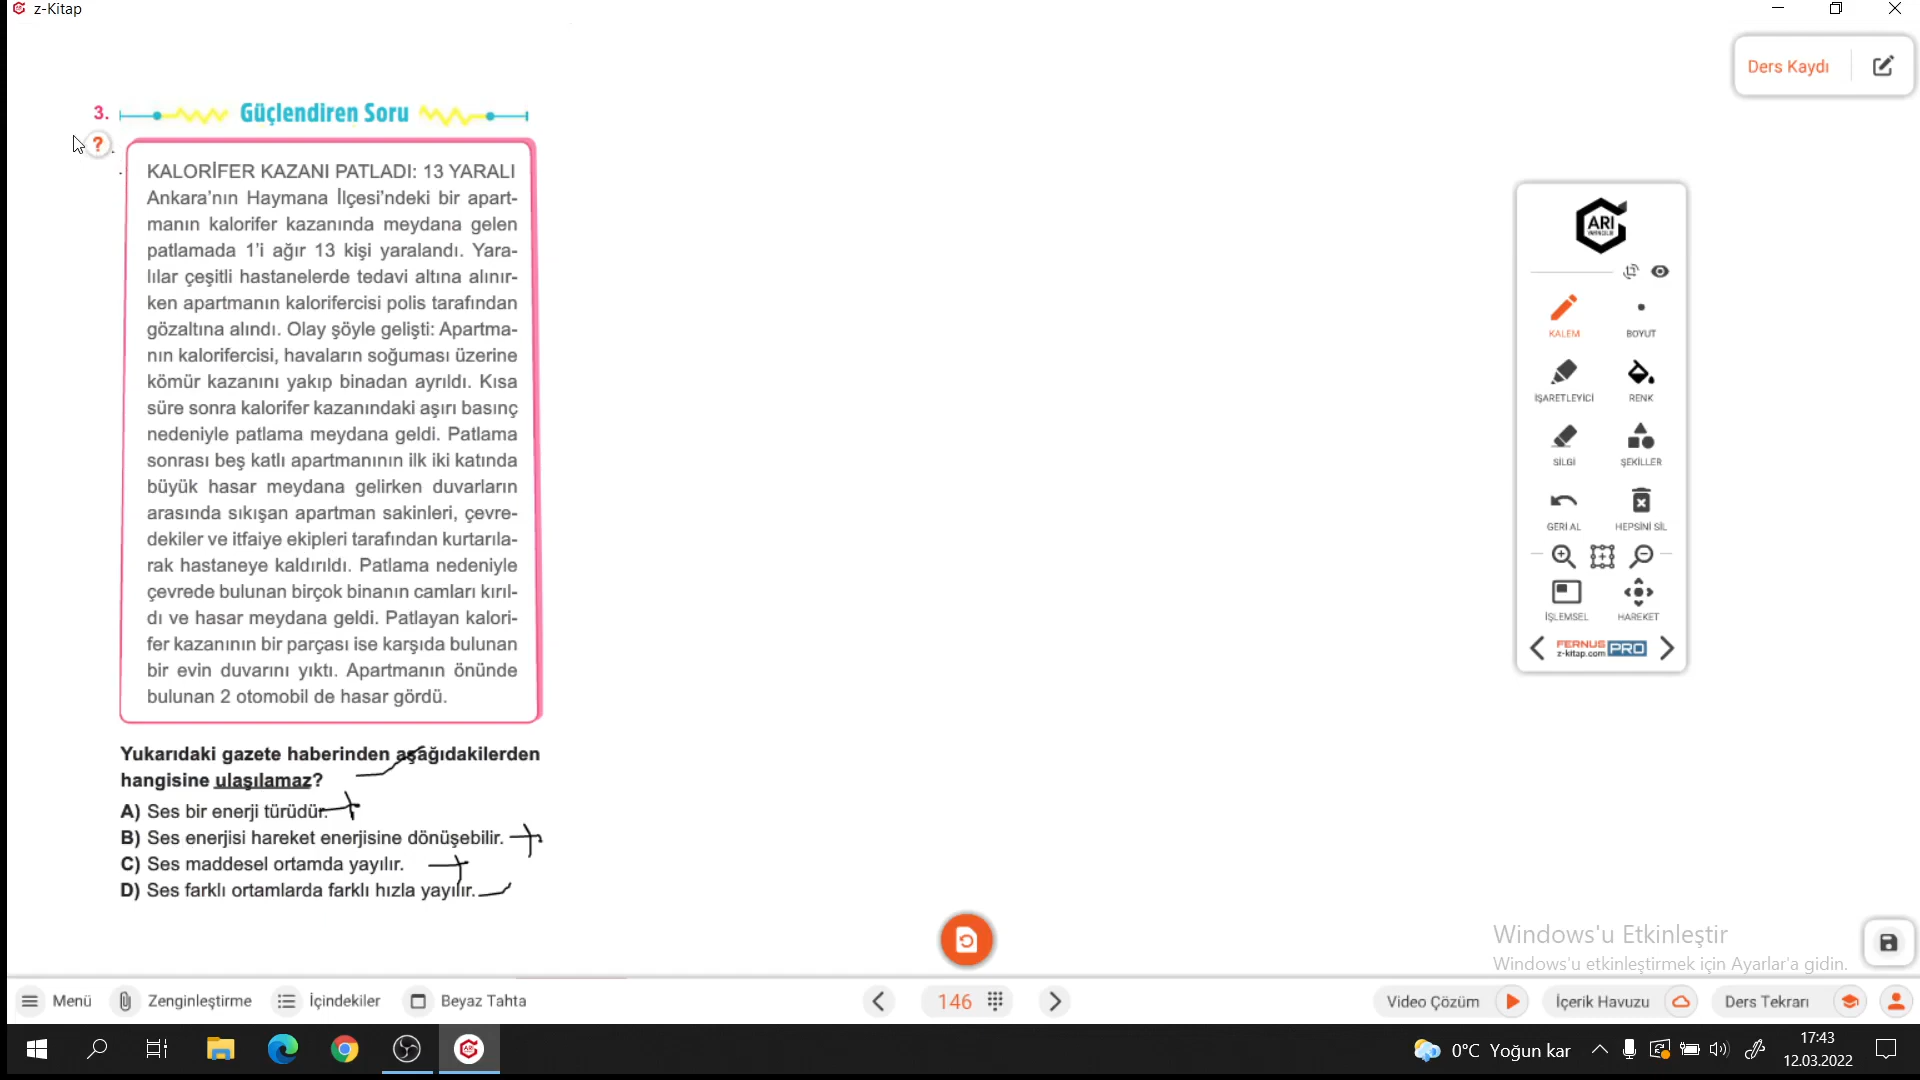 z-Kitap
Ders Kaydı
3. Güçlendiren Soru
?
KALORİFER KAZANI PATLADI: 13 YARALI
Ankara’nın Haymana İlçesi’ndeki bir apart-
manın kalorifer kazanında meydana gelen
patlamada 1’i ağır 13 kişi yaralandı. Yara-
lılar çeşitli hastanelerde tedavi altına alınır-
ken apartmanın kalorifercisi polis tarafından
gözaltına alındı. Olay şöyle gelişti: Apartma-
nın kalorifercisi, havaların soğuması üzerine
kömür kazanını yakıp binadan ayrıldı. Kısa
süre sonra kalorifer kazanındaki aşırı basınç
nedeniyle patlama meydana geldi. Patlama
sonrası beş katlı apartmanının ilk iki katında
büyük hasar meydana gelirken duvarların
arasında sıkışan apartman sakinleri, çevre-
dekiler ve itfaiye ekipleri tarafından kurtarıla-
rak hastaneye kaldırıldı. Patlama nedeniyle
çevrede bulunan birçok binanın camları kırıl-
dı ve hasar meydana geldi. Patlayan kalori-
fer kazanının bir parçası ise karşıda bulunan
bir evin duvarını yıktı. Apartmanın önünde
bulunan 2 otomobil de hasar gördü.
Yukarıdaki gazete haberinden aşağıdakilerden
hangisine ulaşılamaz?
A) Ses bir enerji türüdür.
B) Ses enerjisi hareket enerjisine dönüşebilir.
C) Ses maddesel ortamda yayılır.
D) Ses farklı ortamlarda farklı hızla yayılır.
ARI
KALEM BOYUT
İŞARETLEYİCİ RENK
SİLGİ ŞEKİLLER
GERİ AL HEPSİNİ SİL
İŞLEMSEL HAREKET
FERNUS
z-kitap.com PRO
Windows'u Etkinleştir
Windows'u etkinleştirmek için Ayarlar'a gidin.
Menü Zenginleştirme İçindekiler Beyaz Tahta 146 Video Çözüm İçerik Havuzu Ders Tekrarı
0°C Yoğun kar 17:43
12.03.2022